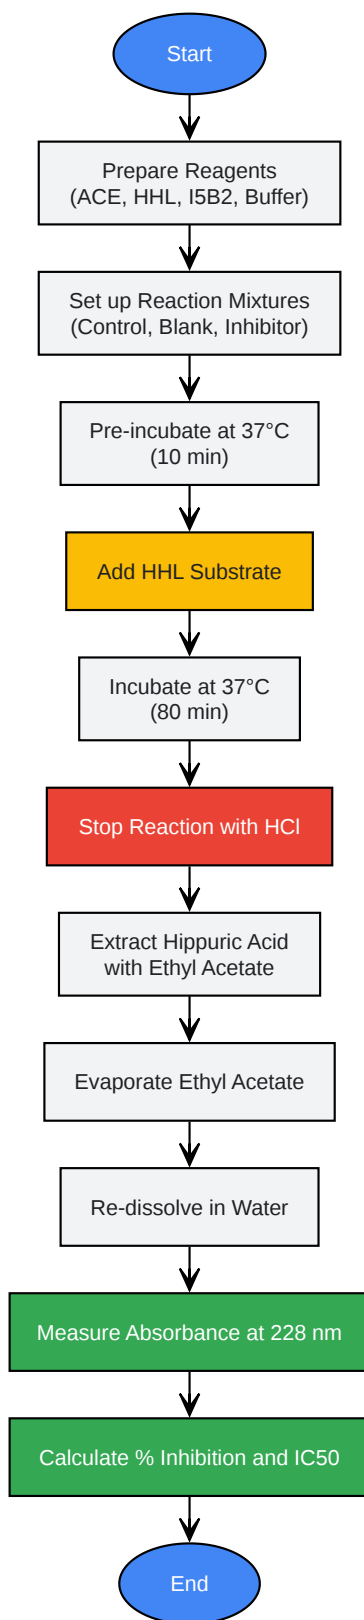 Start
Prepare Reagents
(ACE, HHL, I5B2, Buffer)
Set up Reaction Mixtures
(Control, Blank, Inhibitor)
Pre-incubate at 37°C
(10 min)
Add HHL Substrate
Incubate at 37°C
(80 min)
Stop Reaction with HCl
Extract Hippuric Acid
with Ethyl Acetate
Evaporate Ethyl Acetate
Re-dissolve in Water
Measure Absorbance at 228 nm
Calculate % Inhibition and IC50
End